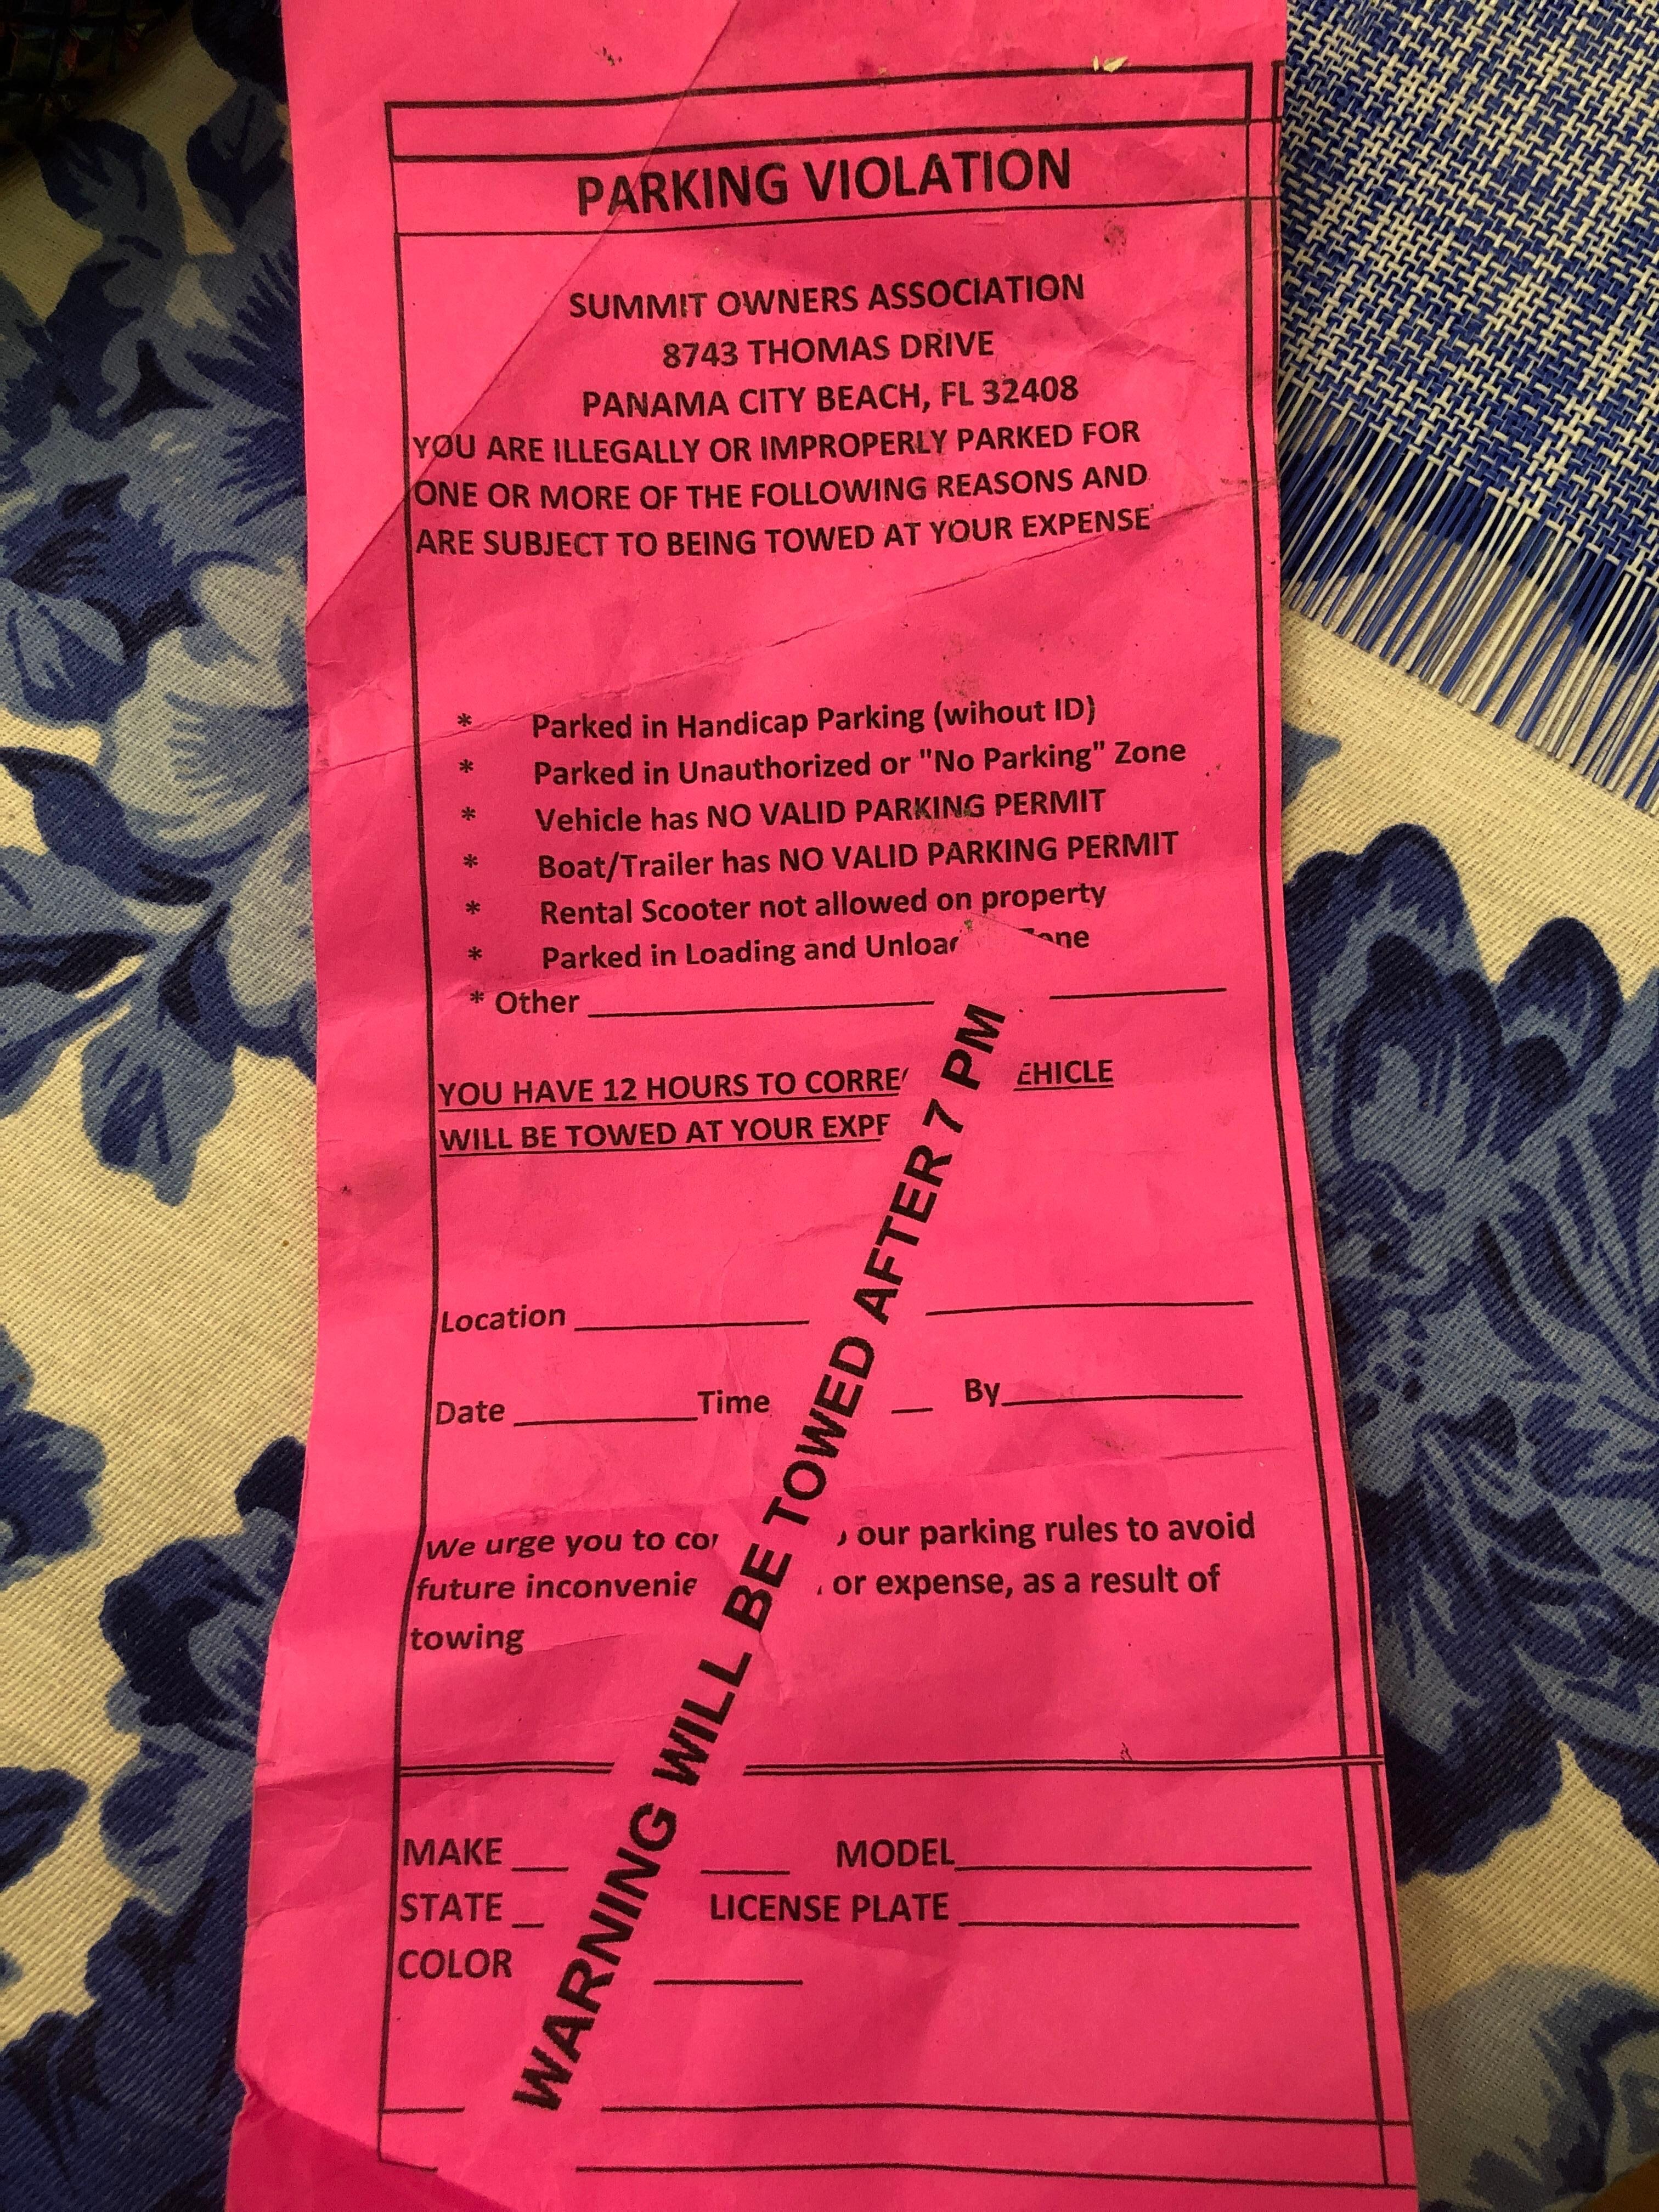 PARKING VIOLATION
SUMMIT OWNERS ASSOCIATION
8743 THOMAS DRIVE
PANAMA CITY BEACH, FL 32408
YOU ARE ILLEGALLY OR IMPROPERLY PARKED FOR
ONE OR MORE OF THE FOLLOWING REASONS AND
ARE SUBJECT TO BEING TOWED AT YOUR EXPENSE
* Parked in Handicap Parking (wihout ID)
* Parked in Unauthorized or "No Parking" Zone
* Vehicle has NO VALID PARKING PERMIT
* Boat/Trailer has NO VALID PARKING PERMIT
* Rental Scooter not allowed on property
* Parked in Loading and
* Other
YOU HAVE 12 HOURS TO
WILL BE TOWED AT YOUR
Location
Date Time By
We urge you to our parking rules to avoid
future or expense, as a result of
towing
WARNING WILL BE TOWED AFTER 7 PM
MAKE MODEL
STATE LICENSE PLATE
COLOR